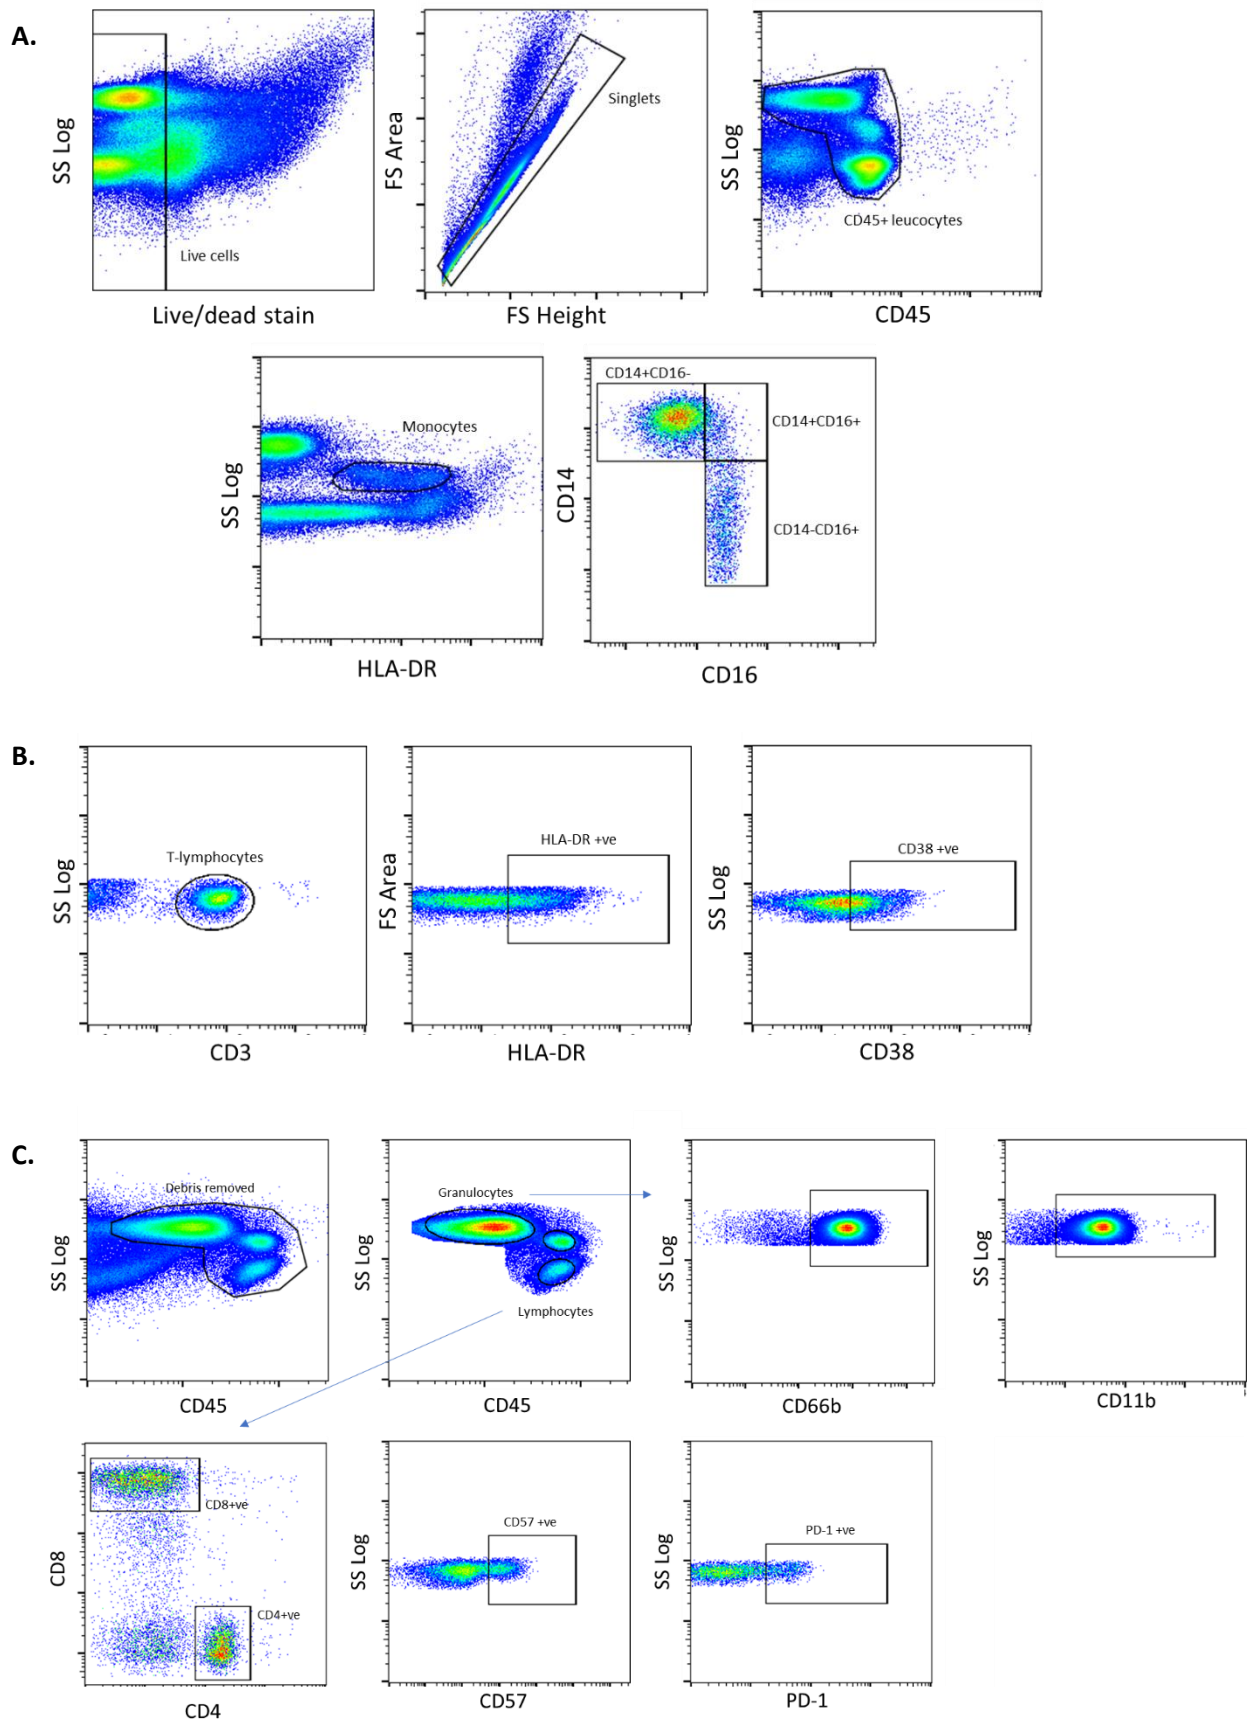 A.
SS Log
Live cells
Live/dead stain
FS Area
Singlets
FS Height
SS Log
CD45+ leucocytes
CD45
SS Log
Monocytes
HLA-DR
CD14+CD16-
CD14
CD14+CD16+
CD14-CD16+
CD16
B.
SS Log
T-lymphocytes
CD3
FS Area
HLA-DR +ve
HLA-DR
SS Log
CD38 +ve
CD38
C.
SS Log
Debris removed
CD45
SS Log
Granulocytes
Lymphocytes
CD45
SS Log
CD66b
SS Log
CD11b
CD8
CD8+ve
CD4+ve
CD4
SS Log
CD57 +ve
CD57
SS Log
PD-1 +ve
PD-1